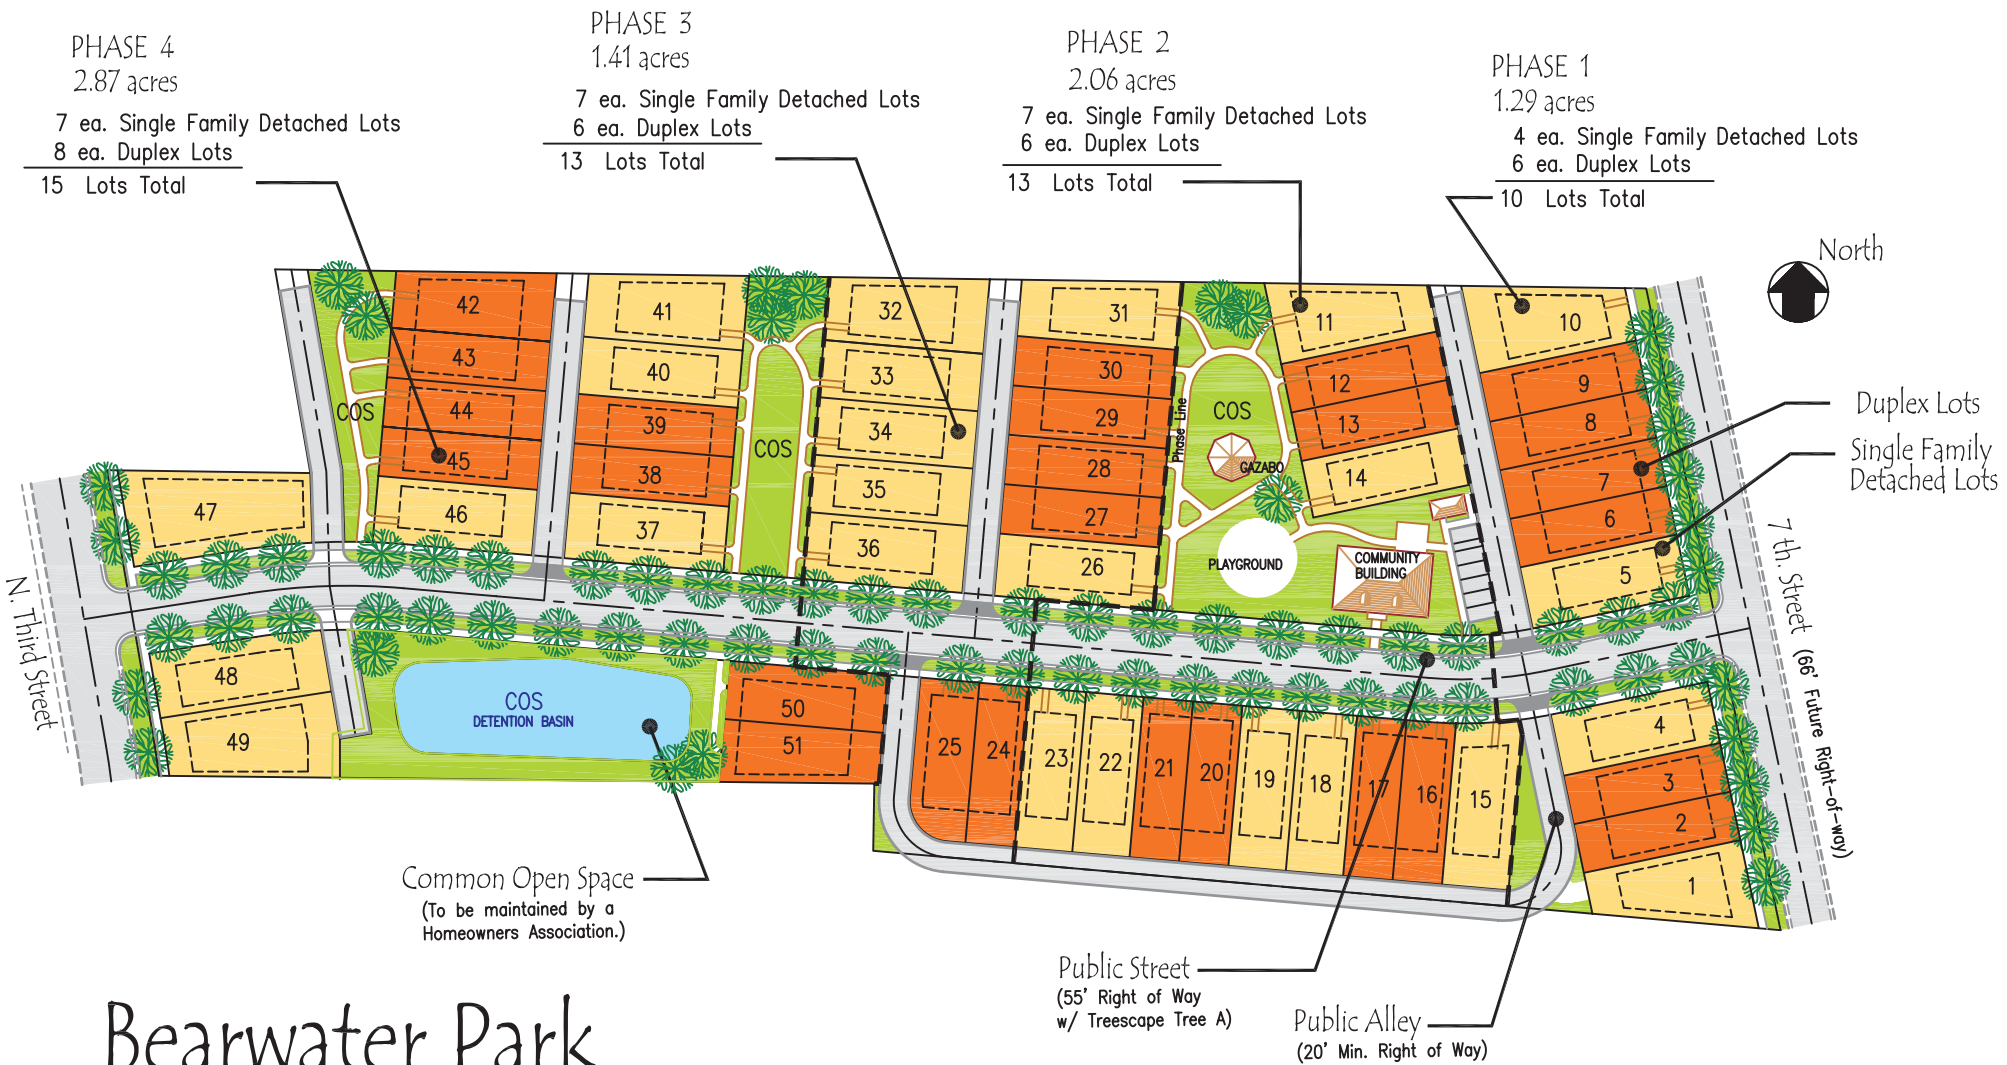 PHASE 4
2.87 acres
7 ea. Single Family Detached Lots
8 ea. Duplex Lots
15 Lots Total
PHASE 3
1.41 acres
7 ea. Single Family Detached Lots
6 ea. Duplex Lots
13 Lots Total
PHASE 2
2.06 acres
7 ea. Single Family Detached Lots
6 ea. Duplex Lots
13 Lots Total
PHASE 1
1.29 acres
4 ea. Single Family Detached Lots
6 ea. Duplex Lots
10 Lots Total
North
Duplex Lots
Single Family
Detached Lots
42
43
44
45
46
COS
47
41
40
39
38
37
COS
32
33
34
35
36
31
30
29
28
27
26
Phase Line
COS
GAZABO
PLAYGROUND
COMMUNITY
BUILDING
11
12
13
14
10
9
8
7
6
5
N. Third Street
7 th. Street (66' Future Right-of-way)
48
49
COS
DETENTION BASIN
50
51
25
24
23
22
21
20
19
18
17
16
15
4
3
2
1
Common Open Space
(To be maintained by a
Homeowners Association.)
Public Street
(55' Right of Way
w/ Treescape Tree A)
Public Alley
(20' Min. Right of Way)
Bearwater Park